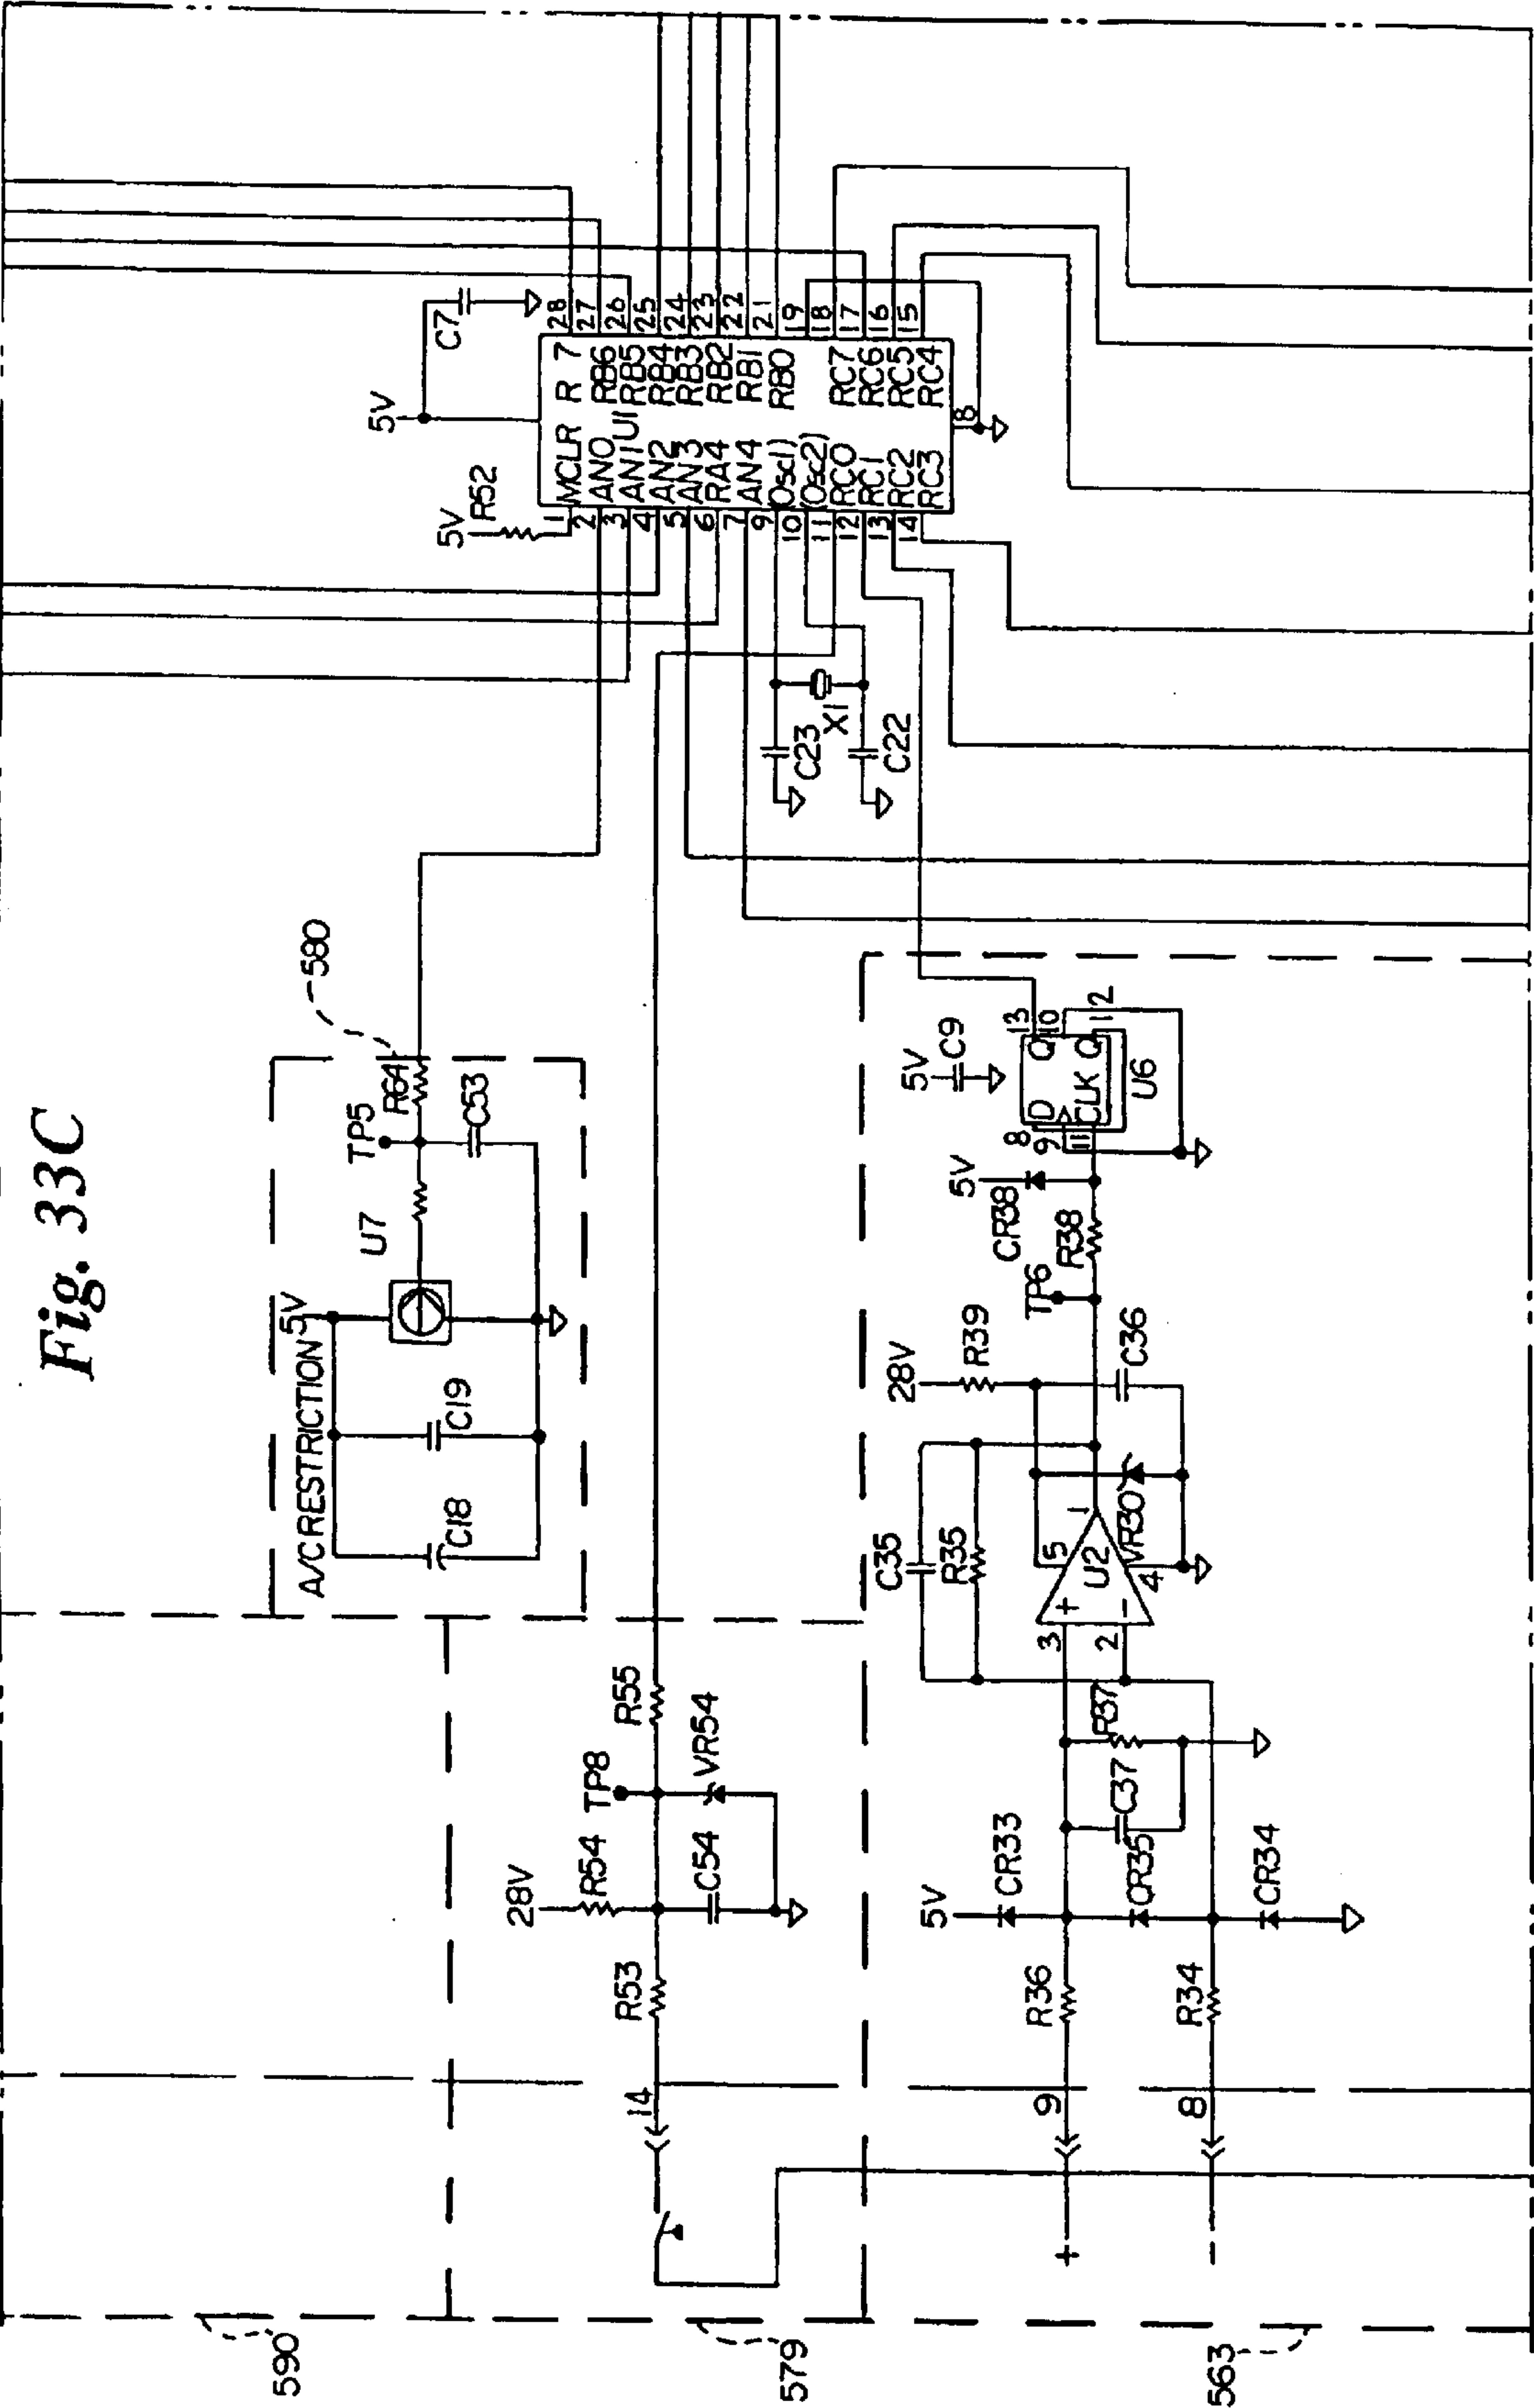 Fig. 33C
580
A/C RESTRICTION 5V
C18
C19
U7
TP5
R64
C53
5V
R52
5V
C7
1 MCLR
2 AN0
3 AN1
4 AN2
5 AN3
6 RA4
7 AN4
9 (Osc1)
10 (Osc2)
11 RC0
12 RC1
13 RC2
14 RC3
U1
R 7 28
RB6 27
RB5 26
RB4 25
RB3 24
RB2 23
RB1 22
RB0 21
19
RC7 18
RC6 17
RC5 16
RC4 15
8
C23
X1
C22
590
579
14
R53
28V
R54
C54
TP8
VR54
R55
563
+
9
R36
5V
CR33
CR35
C37
R37
-
8
R34
CR34
C35
R35
3
+
2
-
U2
5
4
1
VR30
28V
R39
C36
TP6
R38
CR38
5V
5V
C9
8
D
9
11
CLK
Q
13
10
Q
12
U6